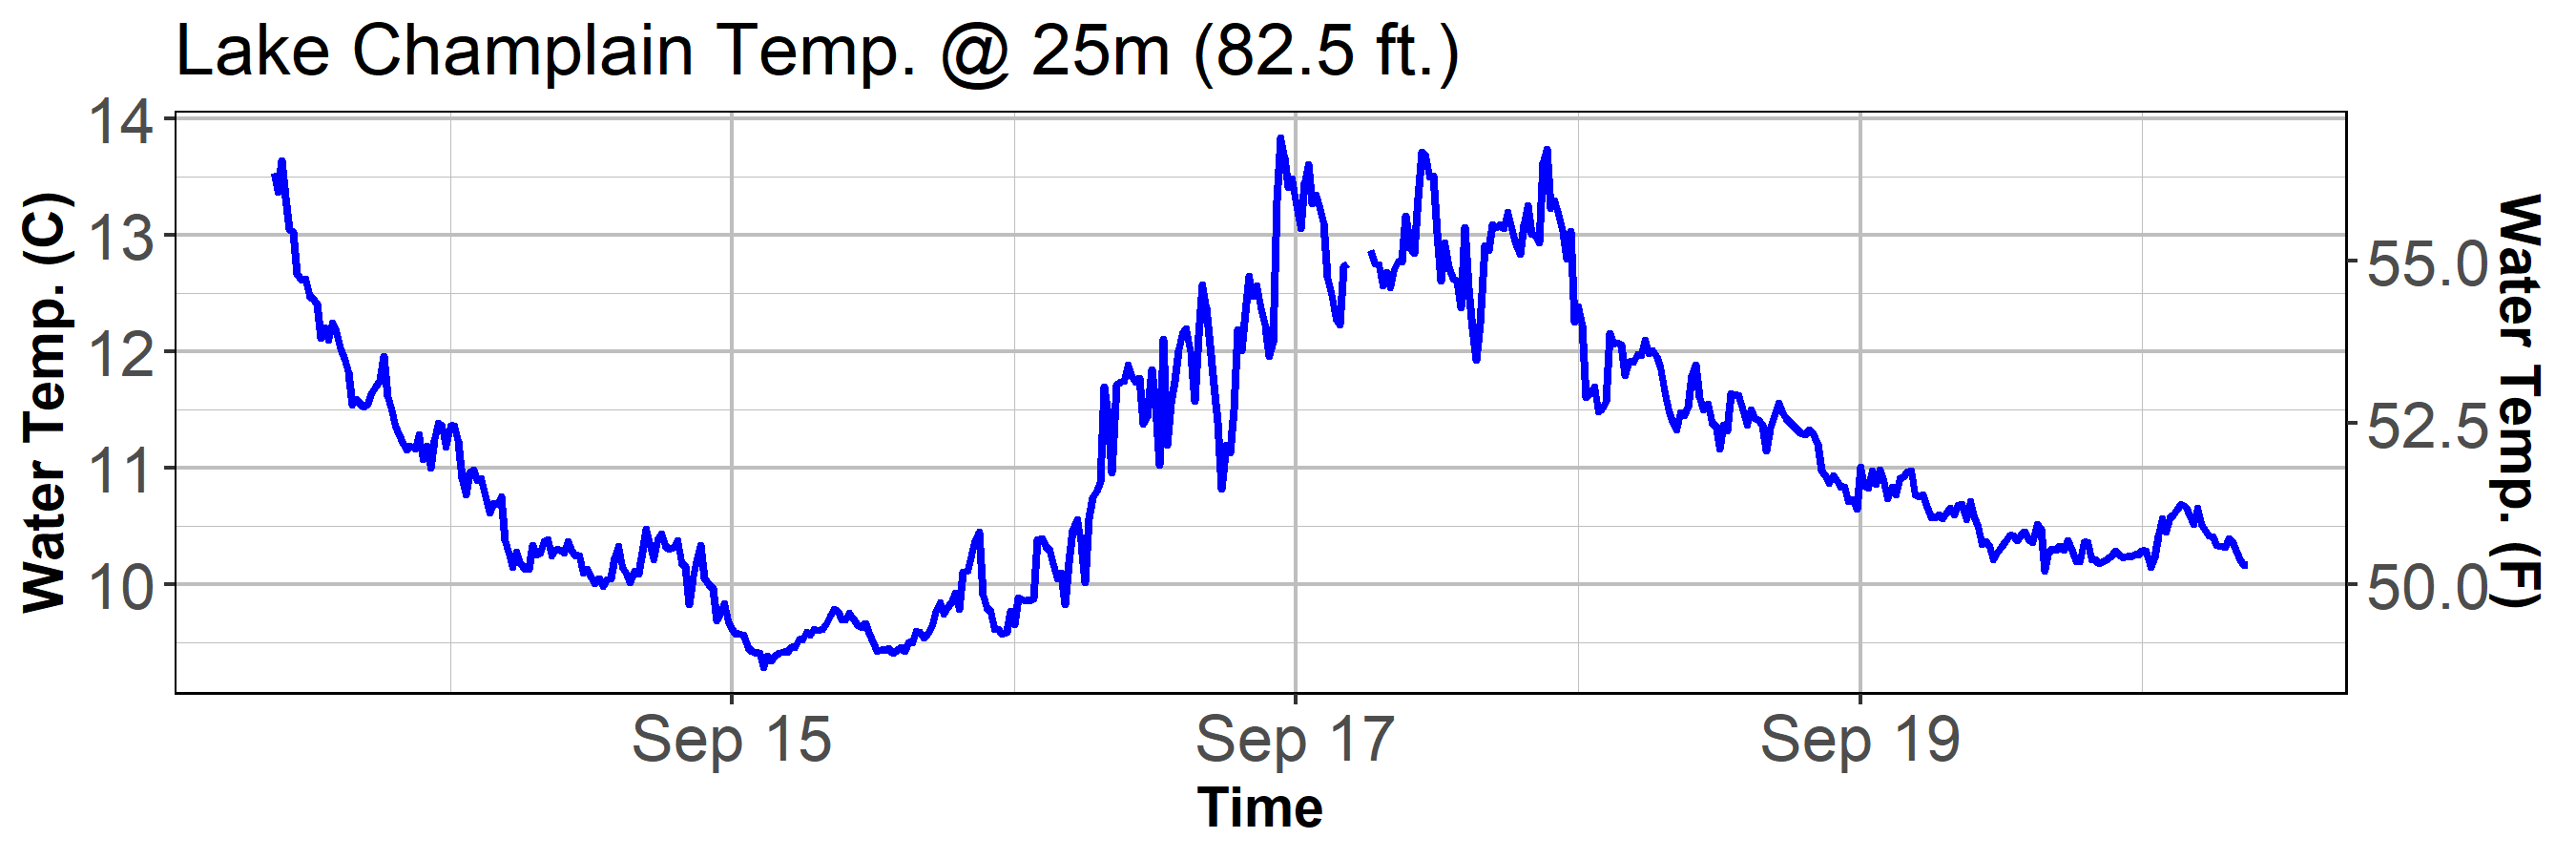 Lake Champlain Temp. @ 25m (82.5 ft.)
Water Temp. (C)
14
13
12
11
10
55.0
52.5
50.0
Water Temp. (F)
Sep 15
Sep 17
Sep 19
Time